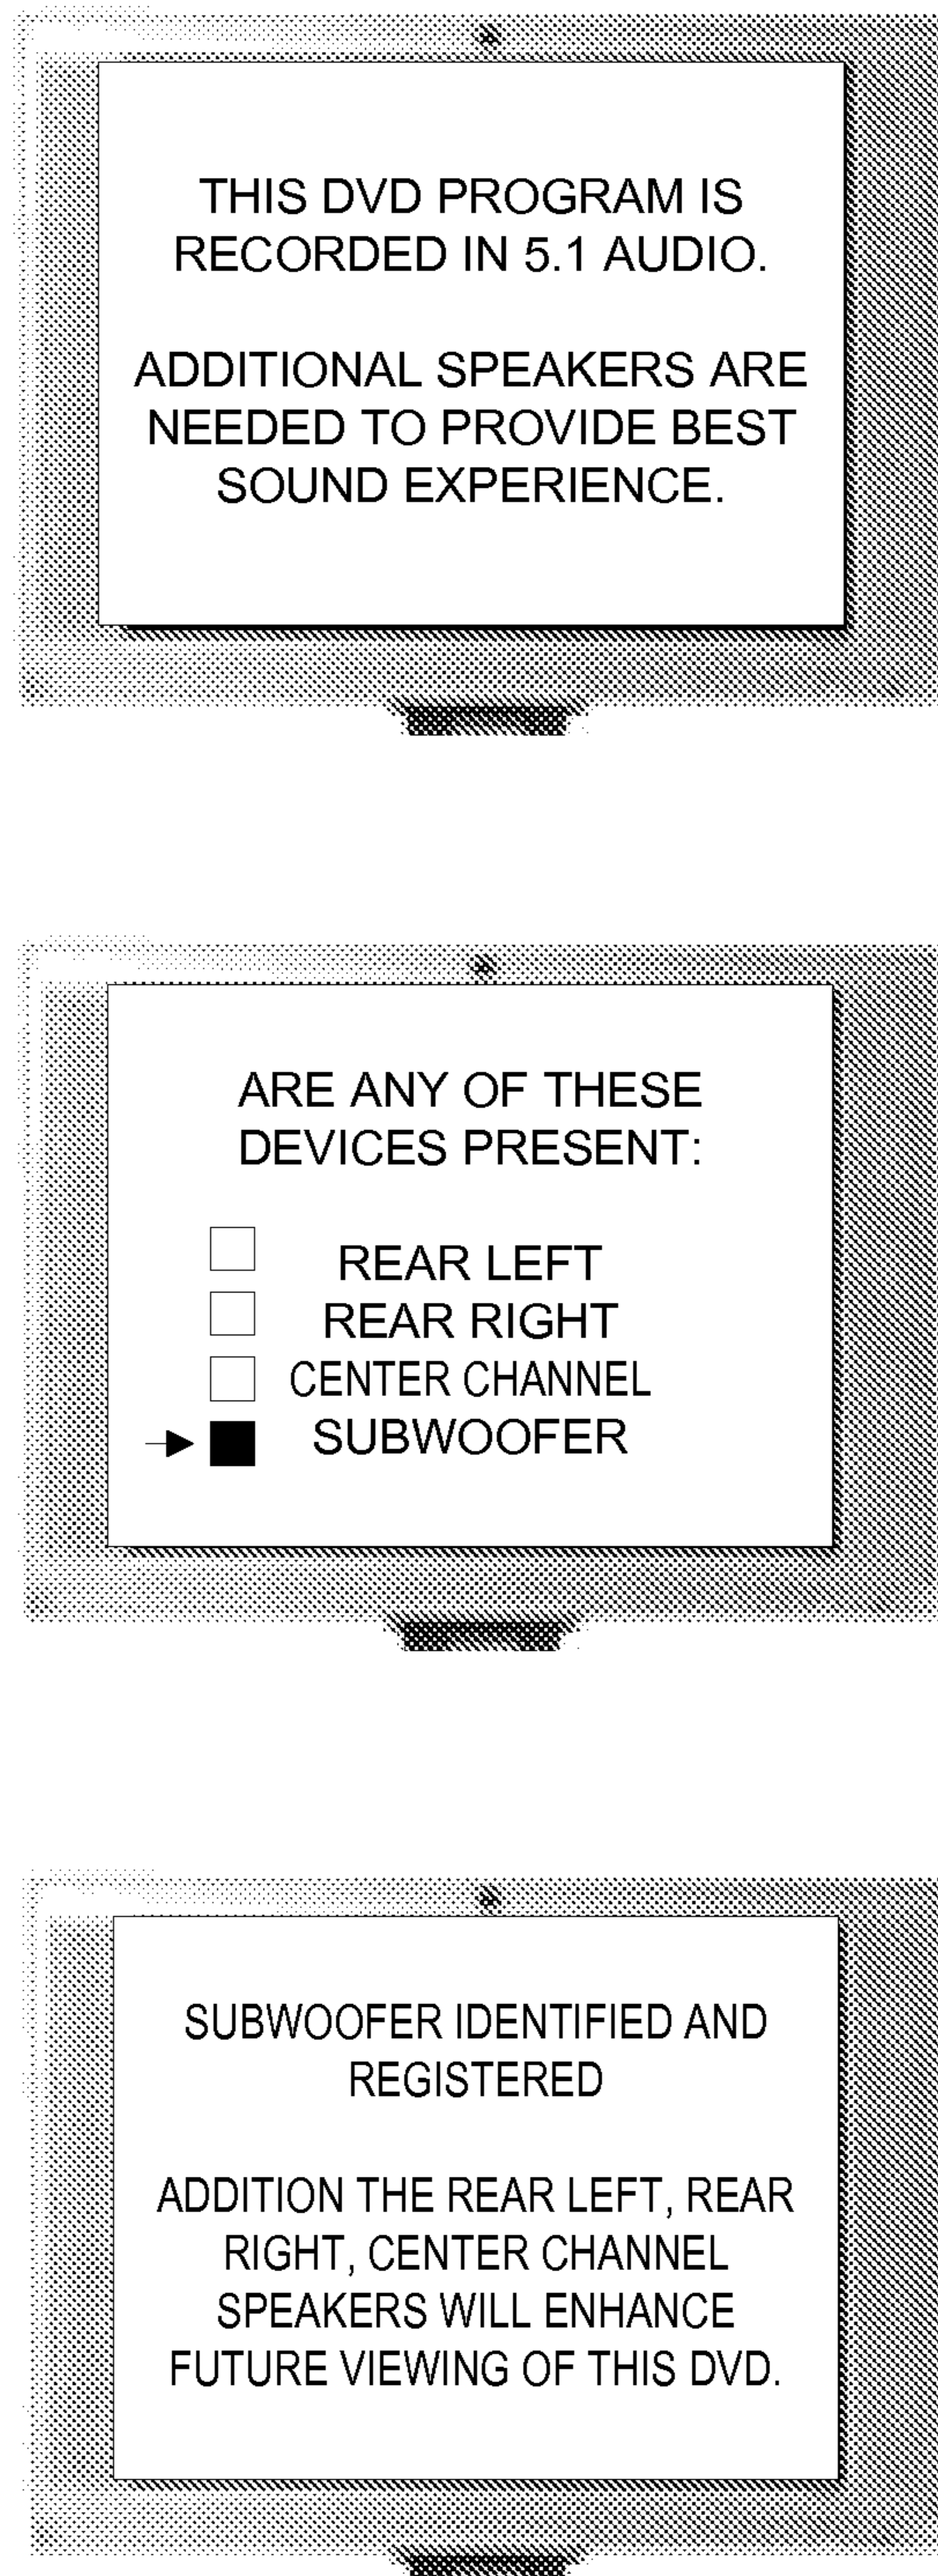 THIS DVD PROGRAM IS
RECORDED IN 5.1 AUDIO.
ADDITIONAL SPEAKERS ARE
NEEDED TO PROVIDE BEST
SOUND EXPERIENCE.
ARE ANY OF THESE
DEVICES PRESENT:
REAR LEFT
REAR RIGHT
CENTER CHANNEL
SUBWOOFER
SUBWOOFER IDENTIFIED AND
REGISTERED
ADDITION THE REAR LEFT, REAR
RIGHT, CENTER CHANNEL
SPEAKERS WILL ENHANCE
FUTURE VIEWING OF THIS DVD.